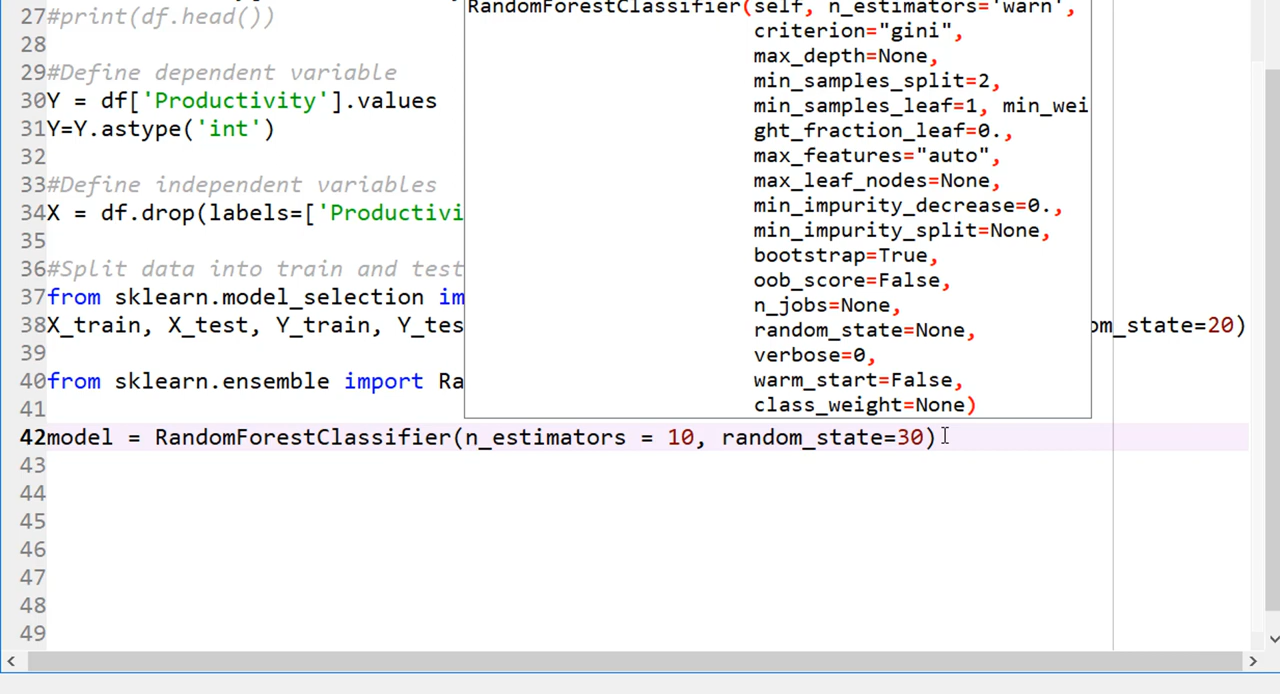 27#print(df.head())
28
29#Define dependent variable
30Y = df['Productivity'].values
31Y=Y.astype('int')
32
33#Define independent variables
34X = df.drop(labels=['Productivi
35
36#Split data into train and test
37from sklearn.model_selection im
38X_train, X_test, Y_train, Y_tes
om_state=20)
39
40from sklearn.ensemble import Ra
41
42model = RandomForestClassifier(n_estimators = 10, random_state=30)
43
44
45
46
47
48
49
RandomForestClassifier(self, n_estimators='warn',
criterion="gini",
max_depth=None,
min_samples_split=2,
min_samples_leaf=1, min_wei
ght_fraction_leaf=0.,
max_features="auto",
max_leaf_nodes=None,
min_impurity_decrease=0.,
min_impurity_split=None,
bootstrap=True,
oob_score=False,
n_jobs=None,
random_state=None,
verbose=0,
warm_start=False,
class_weight=None)